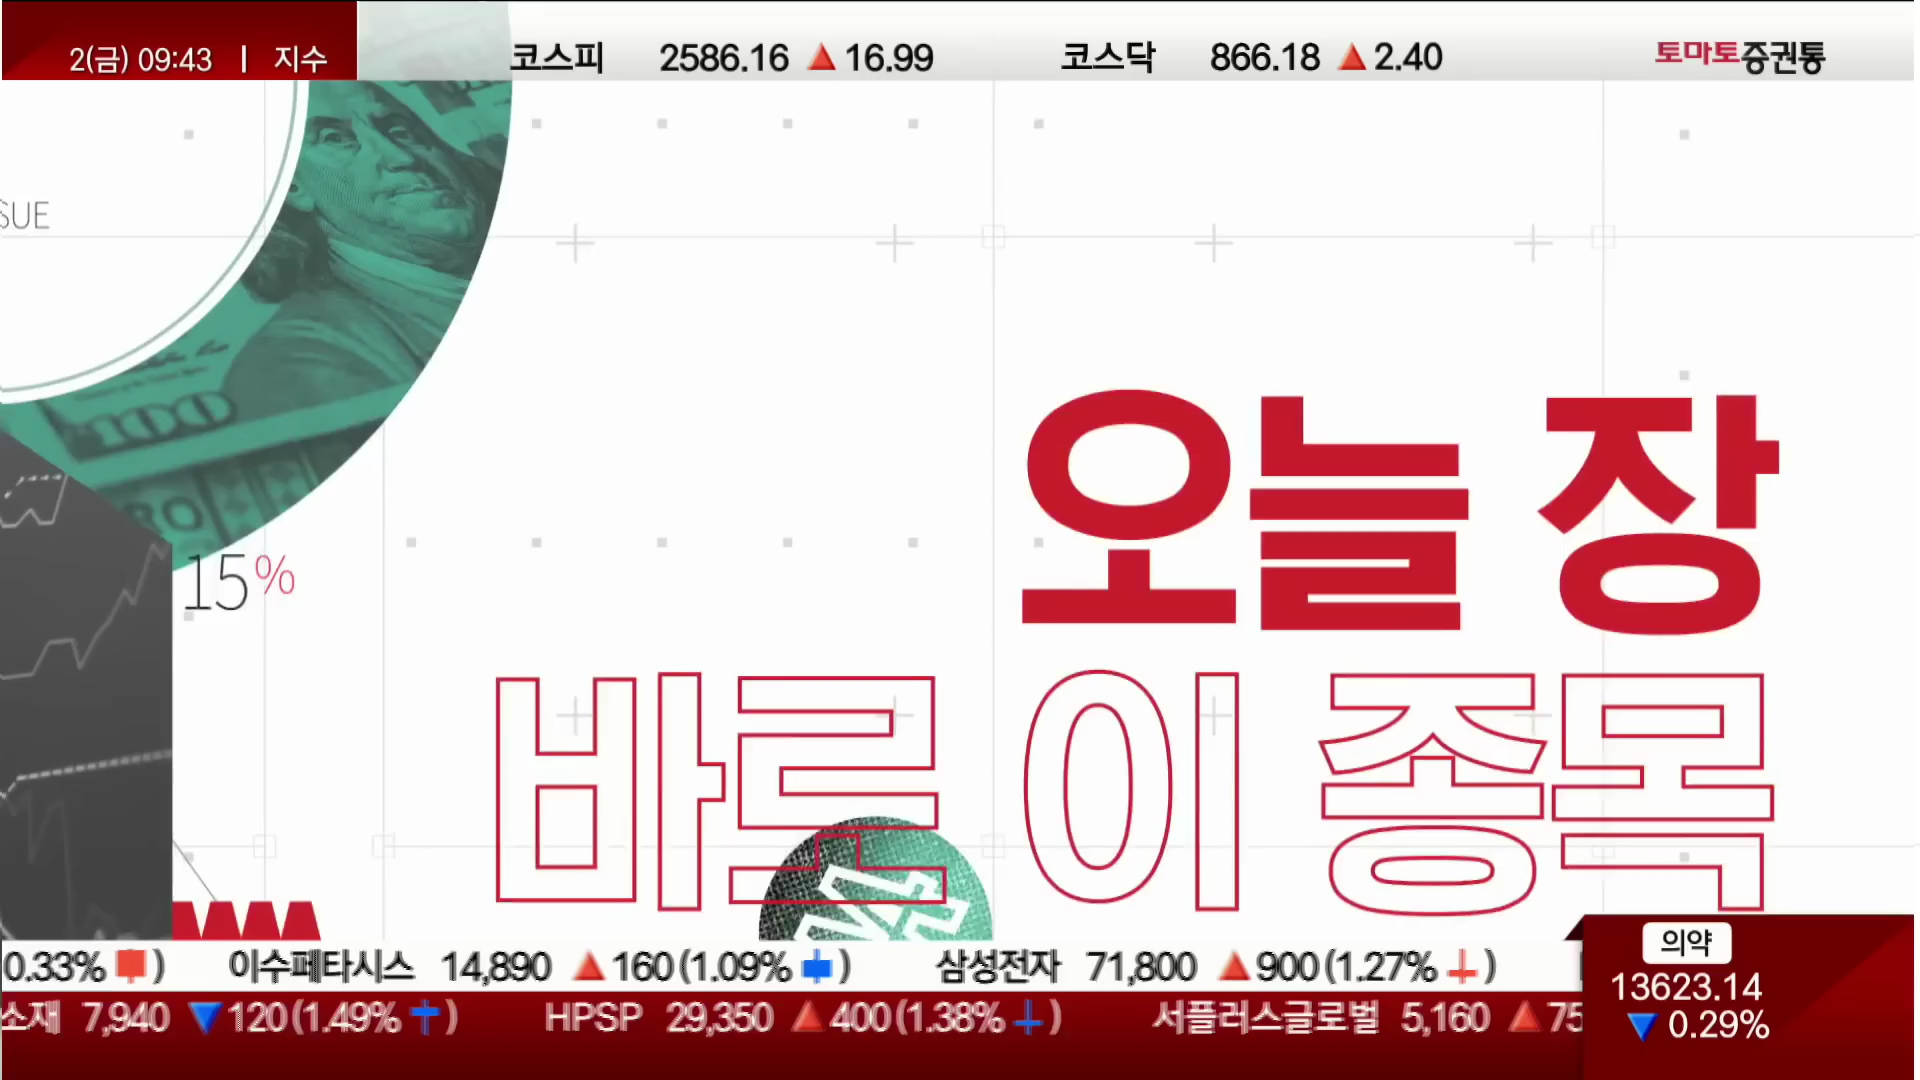 2(금) 09:43 | 지수 코스피 2586.16 ▲ 16.99 코스닥 866.18 ▲ 2.40 토마토증권통
SUE
100
15%
오늘 장
바로 이 종목
0.33% ) 이수페타시스 14,890 ▲ 160 (1.09% ) 삼성전자 71,800 ▲ 900 (1.27% )
소재 7,940 ▼ 120 (1.49% ) HPSP 29,350 ▲ 400 (1.38% ) 서플러스글로벌 5,160 ▲ 75
의약
13623.14
▼ 0.29%